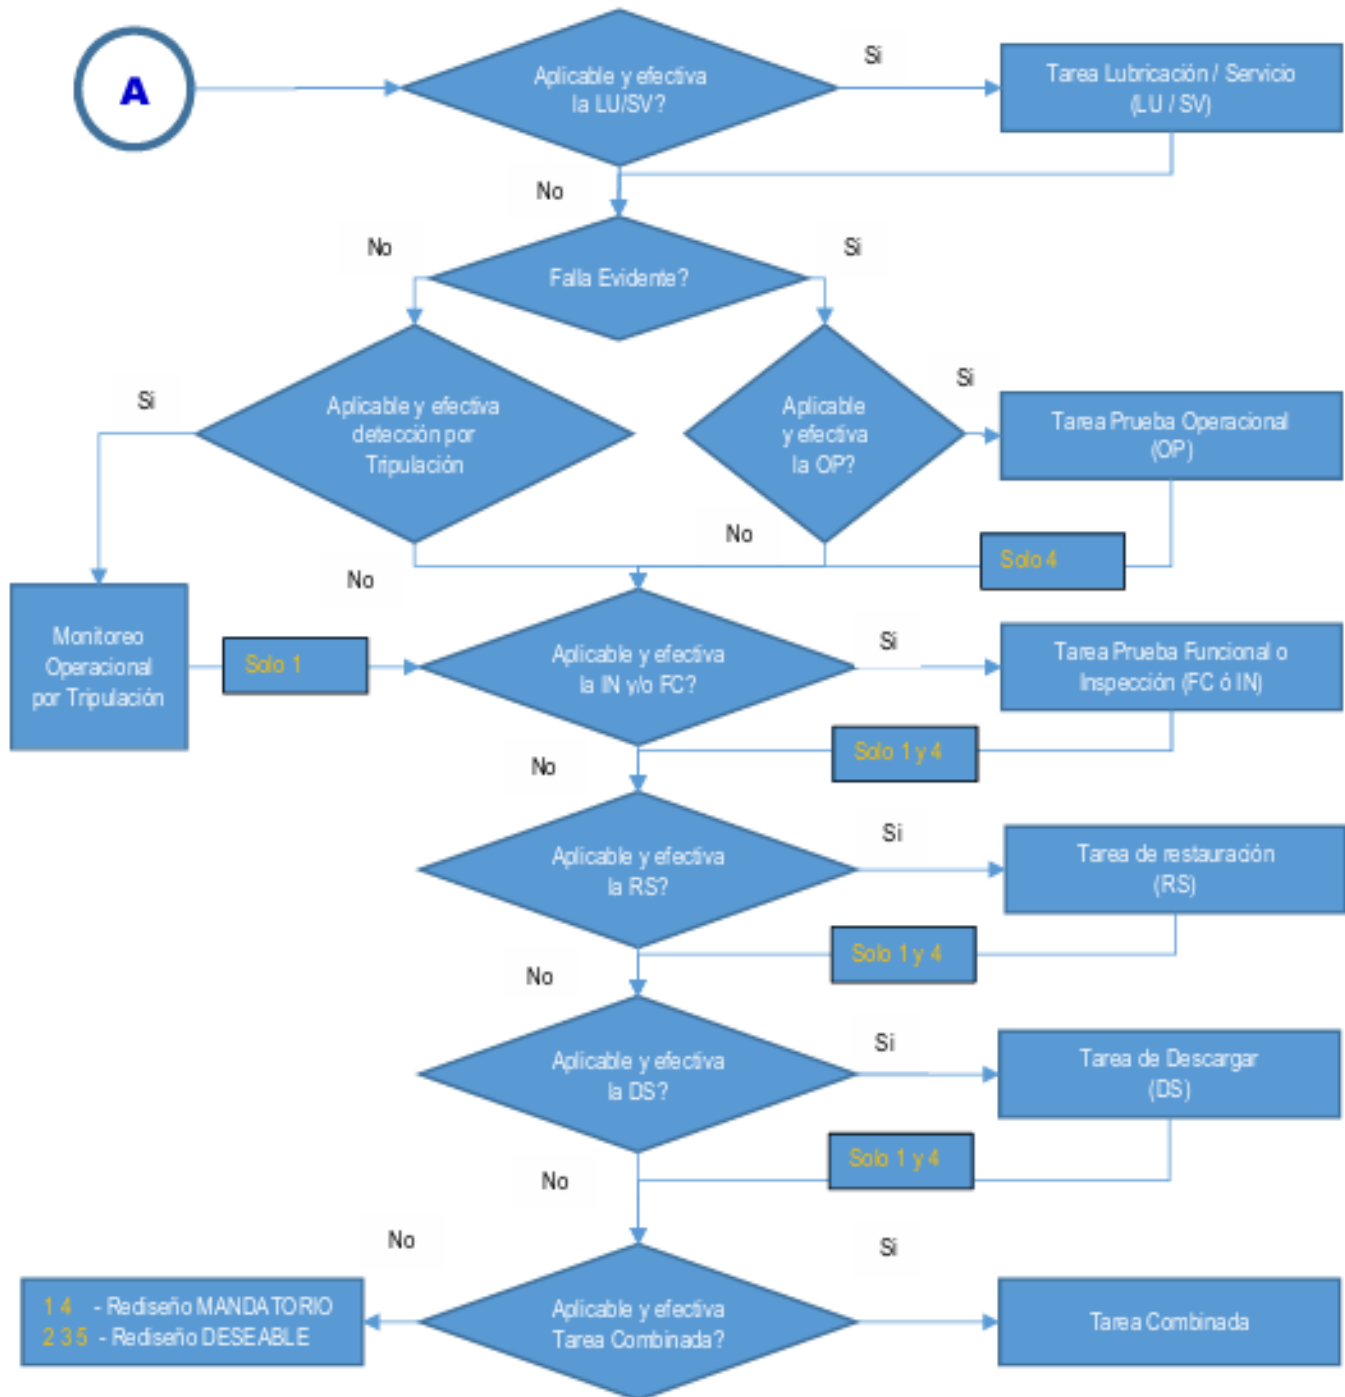 A
Aplicable y efectiva
la LU/SV?
Si
Tarea Lubricación / Servicio
(LU / SV)
No
No
Falla Evidente?
Si
Si
Aplicable y efectiva
detección por
Tripulación
Aplicable
y efectiva
la OP?
Si
Tarea Prueba Operacional
(OP)
No
No
Solo 4
Monitoreo
Operacional
por Tripulación
Solo 1
Aplicable y efectiva
la IN y/o FC?
Si
Tarea Prueba Funcional o
Inspección (FC ó IN)
Solo 1 y 4
No
Aplicable y efectiva
la RS?
Si
Tarea de restauración
(RS)
Solo 1 y 4
No
Aplicable y efectiva
la DS?
Si
Tarea de Descargar
(DS)
Solo 1 y 4
No
No
Si
1 4 - Rediseño MANDATORIO
2 3 5 - Rediseño DESEABLE
Aplicable y efectiva
Tarea Combinada?
Tarea Combinada